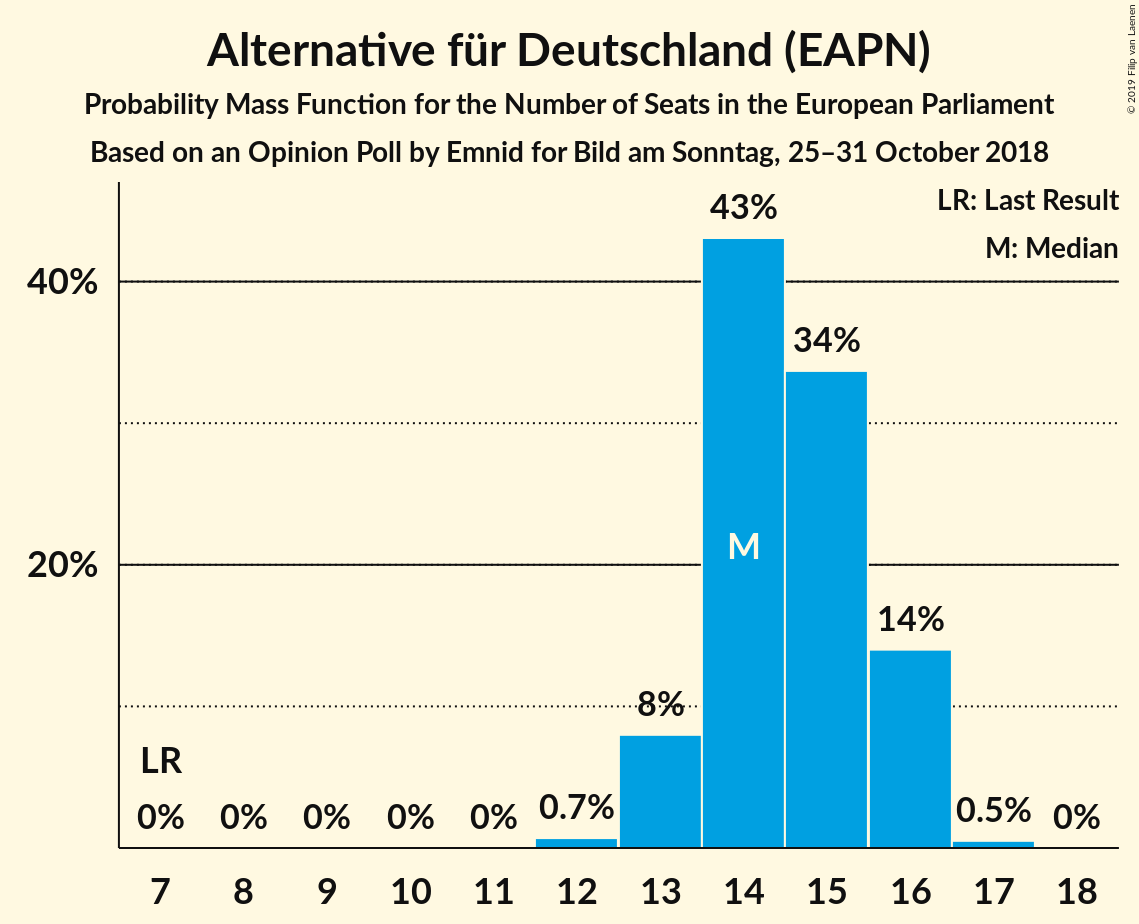 Alternative für Deutschland (EAPN)
Probability Mass Function for the Number of Seats in the European Parliament
Based on an Opinion Poll by Emnid for Bild am Sonntag, 25–31 October 2018
© 2019 Filip van Laenen
LR: Last Result
M: Median
43%
40%
34%
M
20%
14%
8%
LR
0% 0% 0% 0% 0% 0.7% 0.5% 0%
7 8 9 10 11 12 13 14 15 16 17 18